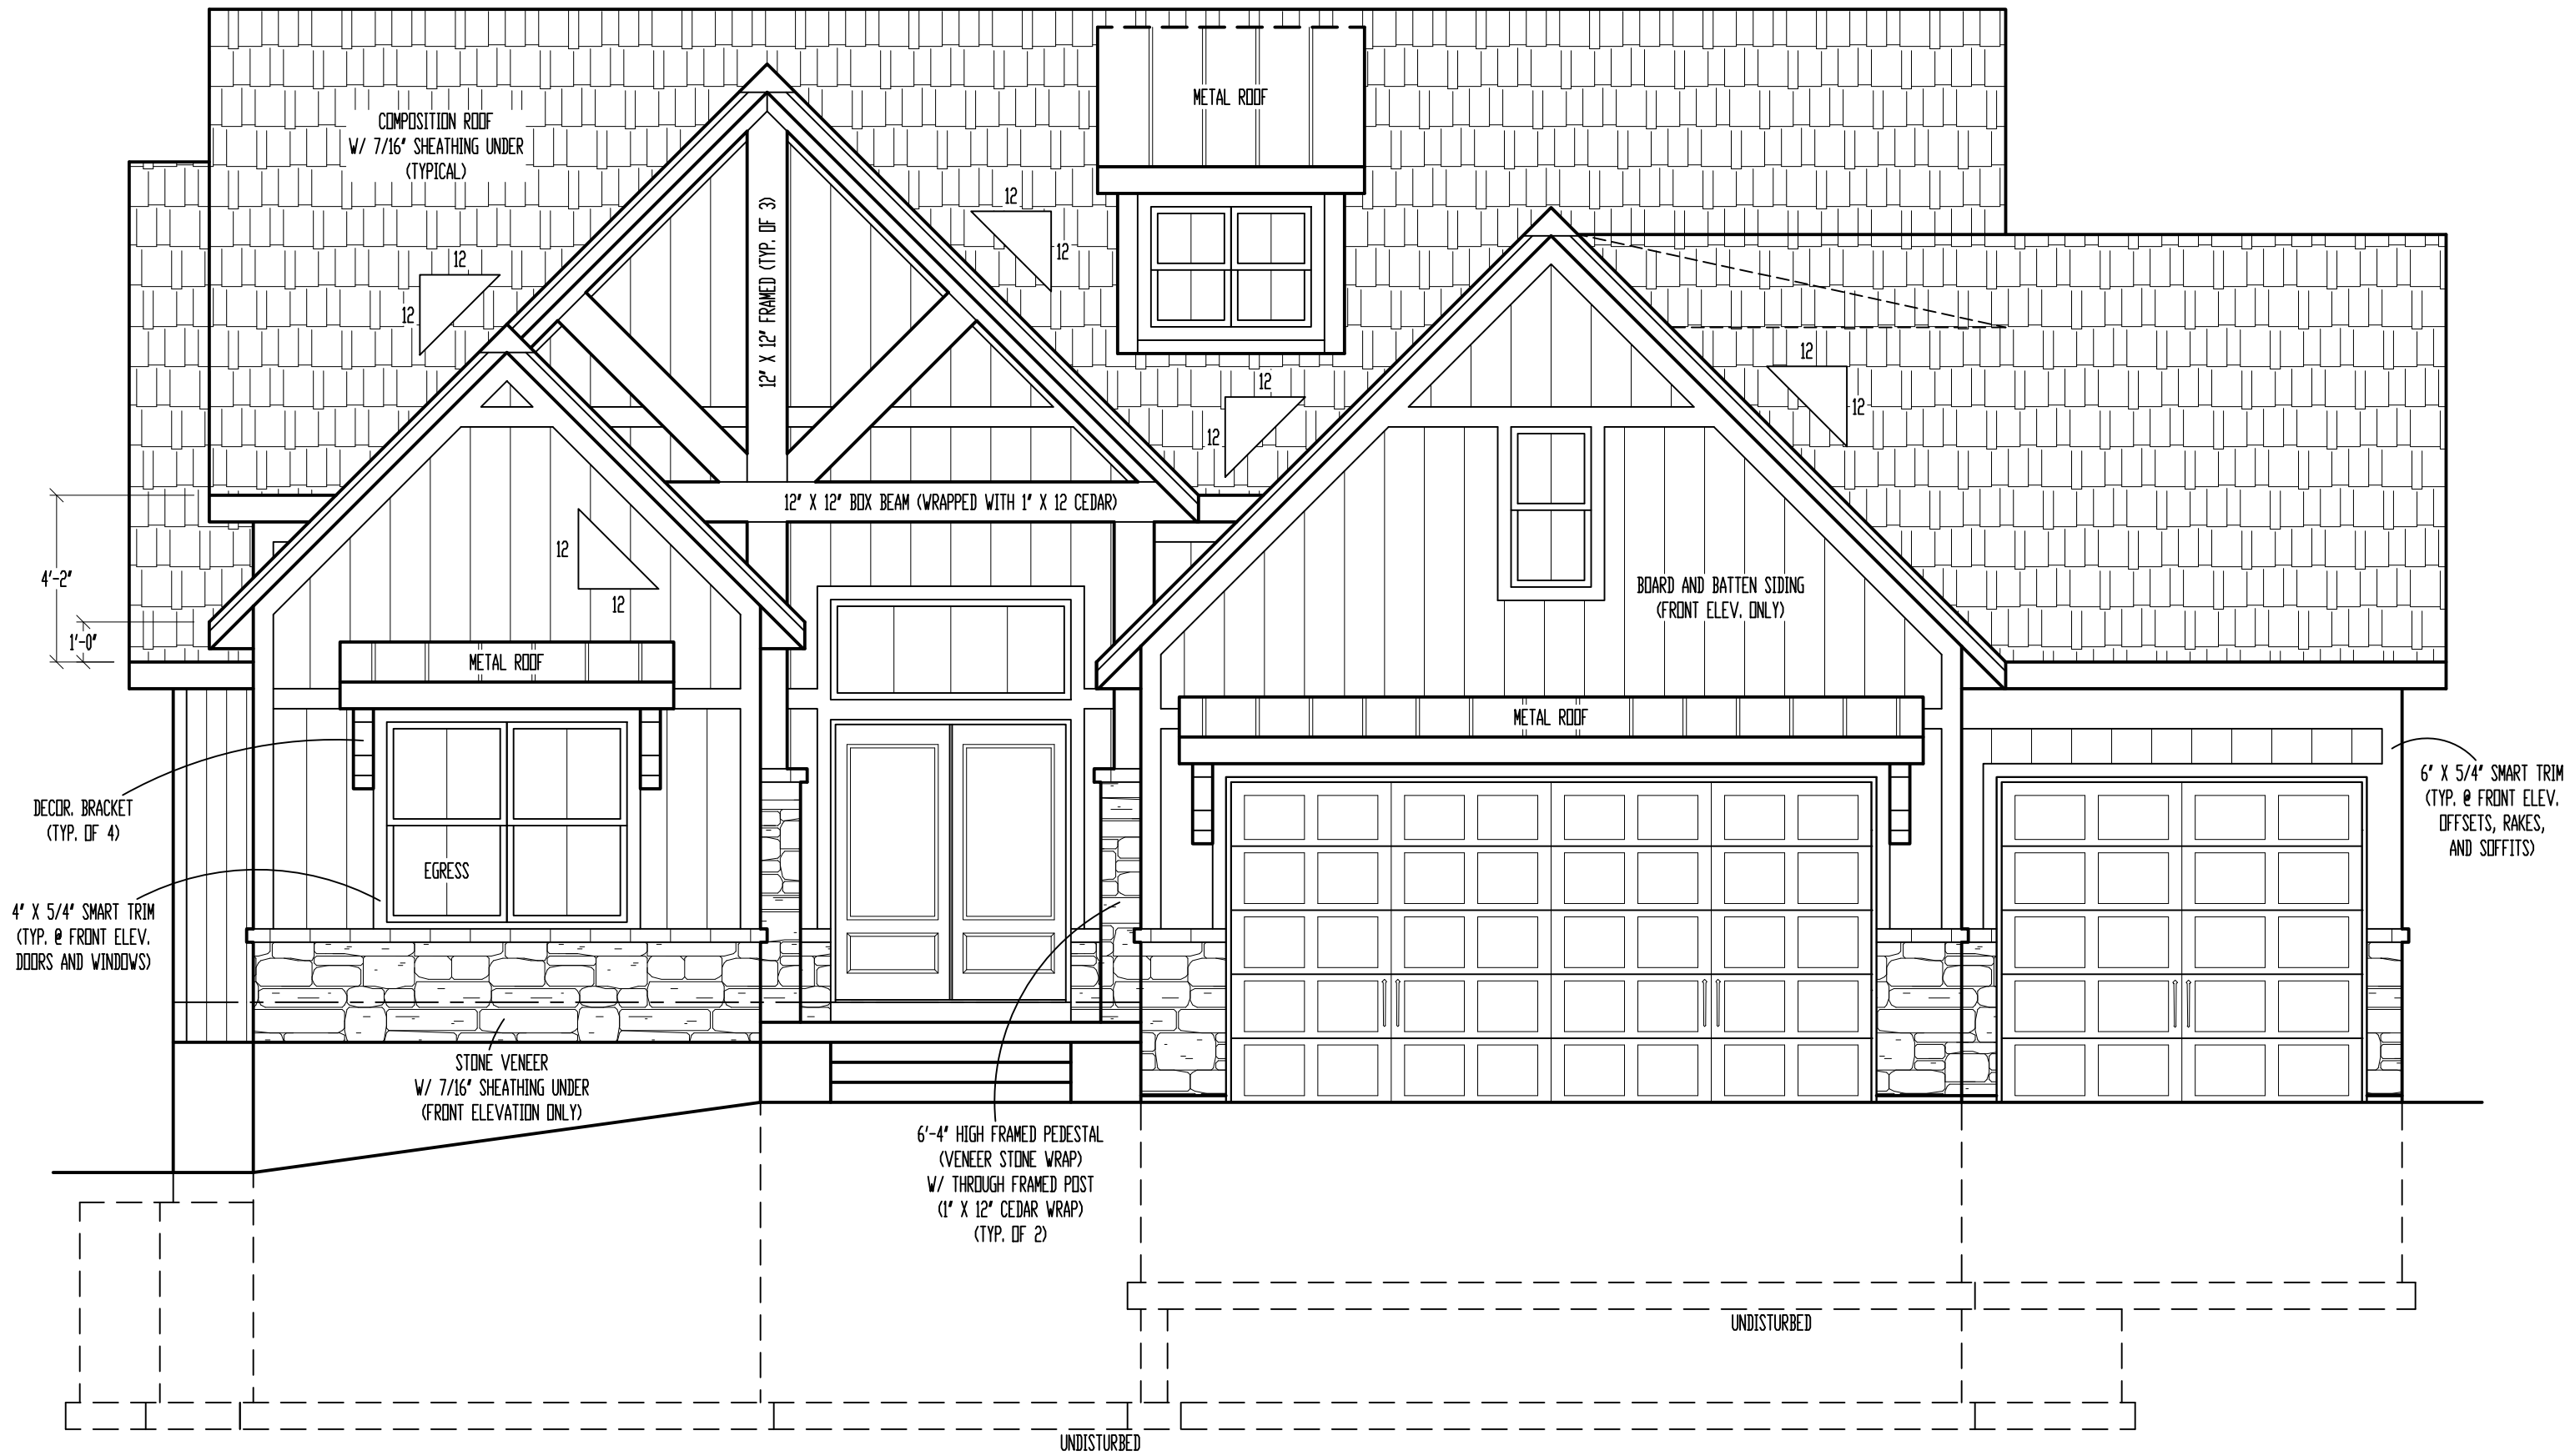 METAL ROOF
COMPOSITION ROOF
W/ 7/16" SHEATHING UNDER
(TYPICAL)
12
12
12
12
12" X 12" FRAMED (TYP. OF 3)
12
12
12
12
12" X 12" BOX BEAM (WRAPPED WITH 1" X 12 CEDAR)
12
12
4'-2"
1'-0"
BOARD AND BATTEN SIDING
(FRONT ELEV. ONLY)
METAL ROOF
METAL ROOF
DECOR. BRACKET
(TYP. OF 4)
6" X 5/4" SMART TRIM
(TYP. @ FRONT ELEV.
OFFSETS, RAKES,
AND SOFFITS)
EGRESS
4" X 5/4" SMART TRIM
(TYP. @ FRONT ELEV.
DOORS AND WINDOWS)
STONE VENEER
W/ 7/16" SHEATHING UNDER
(FRONT ELEVATION ONLY)
6'-4" HIGH FRAMED PEDESTAL
(VENEER STONE WRAP)
W/ THROUGH FRAMED POST
(1" X 12" CEDAR WRAP)
(TYP. OF 2)
UNDISTURBED
UNDISTURBED